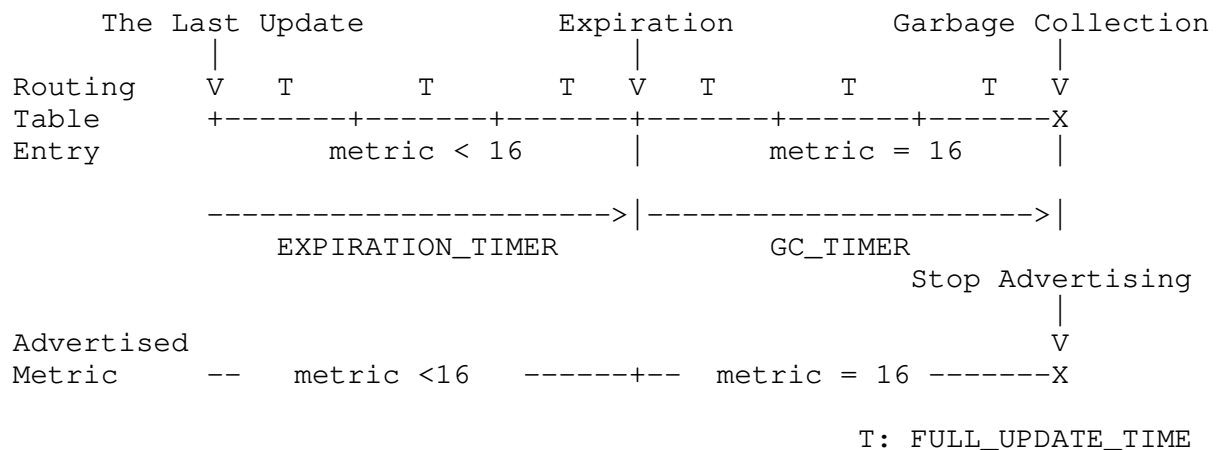 The Last Update Expiration Garbage Collection
| | |
Routing V T T T V T T T V
Table +-------+-------+-------+-------+-------+-------X
Entry metric < 16 | metric = 16 |
----------------------->|---------------------->|
EXPIRATION_TIMER GC_TIMER
Stop Advertising
|
Advertised V
Metric -- metric <16 ------+-- metric = 16 -------X
T: FULL_UPDATE_TIME